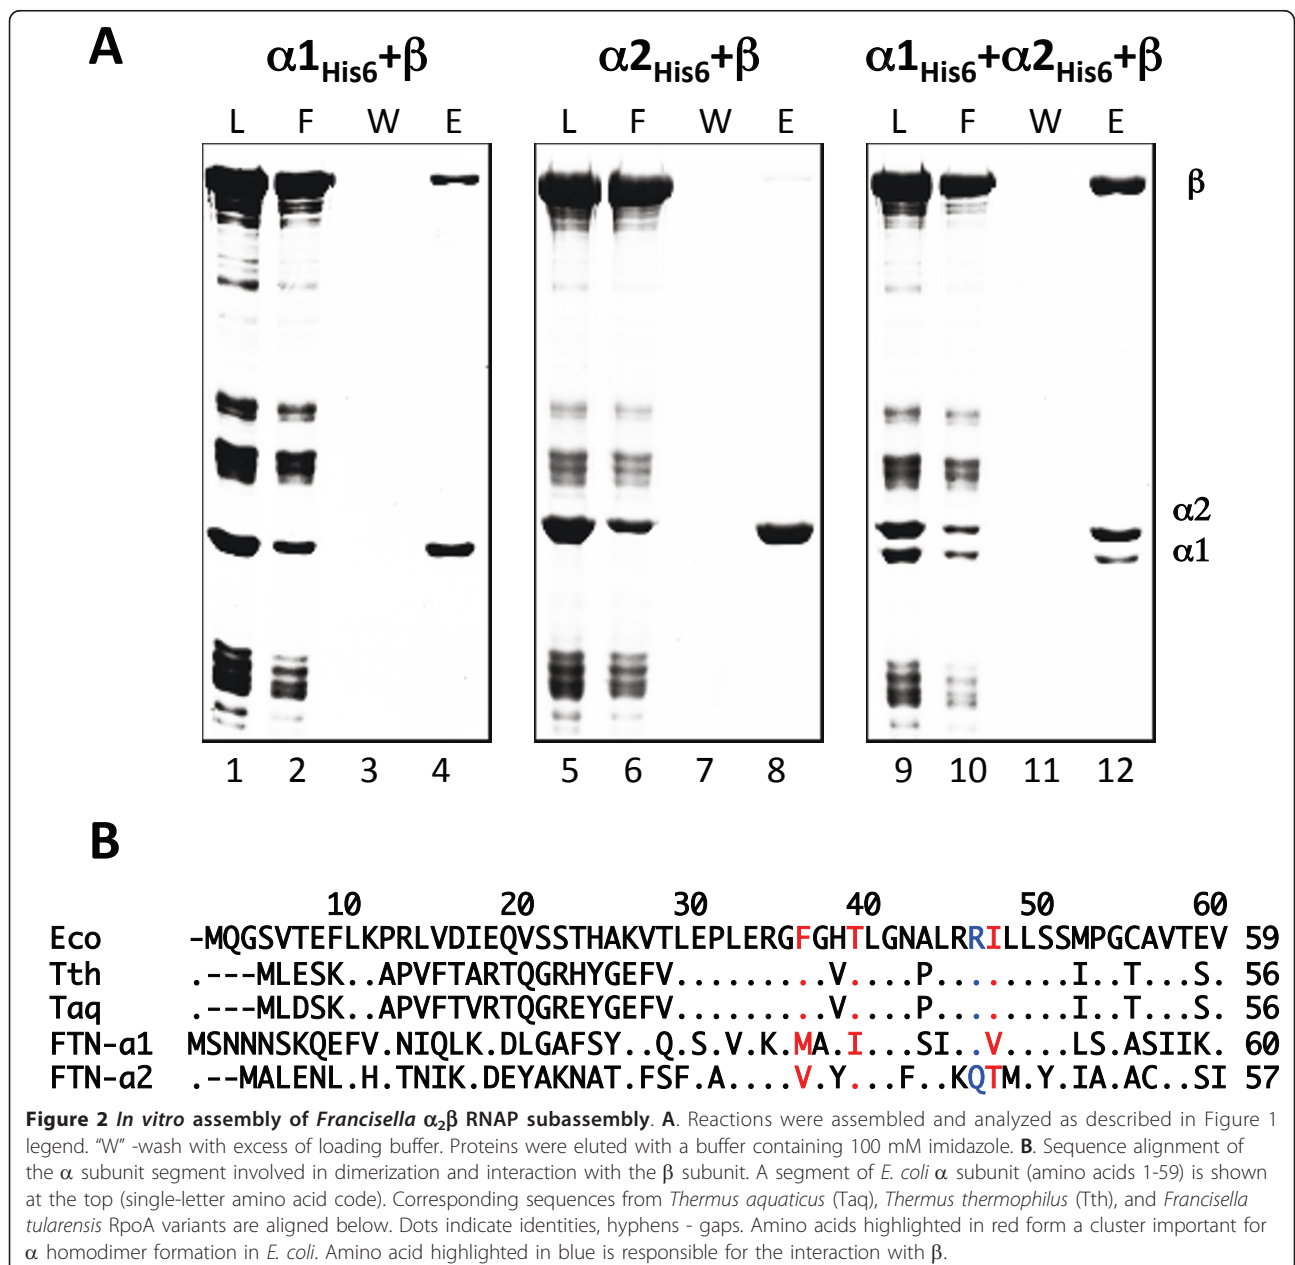 A
α1His6+β α2His6+β α1His6+α2His6+β
L F W E L F W E L F W E
β
α2
α1
1 2 3 4 5 6 7 8 9 10 11 12
B
10 20 30 40 50 60
Eco -MQGSVTEFLKPRLVDIEQVSSTHAKVTLEPLERGFGHTLGNALRRILLSSMPGCAVTEV 59
Tth .---MLESK..APVFTARTQGRHYGEFV.........V....P........I..T...S. 56
Taq .---MLDSK..APVFTVRTQGREYGEFV.........V....P........I..T...S. 56
FTN-α1 MSNNNSKQEFV.NIQLK.DLGAFSY..Q.S.V.K.MA.I...SI..V....LS.ASIIK. 60
FTN-α2 .--MALENL.H.TNIK.DEYAKNAT.FSF.A....V.Y...F..KQTM.Y.IA.AC..SI 57
Figure 2 In vitro assembly of Francisella α2β RNAP subassembly. A. Reactions were assembled and analyzed as described in Figure 1
legend. "W" -wash with excess of loading buffer. Proteins were eluted with a buffer containing 100 mM imidazole. B. Sequence alignment of
the α subunit segment involved in dimerization and interaction with the β subunit. A segment of E. coli α subunit (amino acids 1-59) is shown
at the top (single-letter amino acid code). Corresponding sequences from Thermus aquaticus (Taq), Thermus thermophilus (Tth), and Francisella
tularensis RpoA variants are aligned below. Dots indicate identities, hyphens - gaps. Amino acids highlighted in red form a cluster important for
α homodimer formation in E. coli. Amino acid highlighted in blue is responsible for the interaction with β.